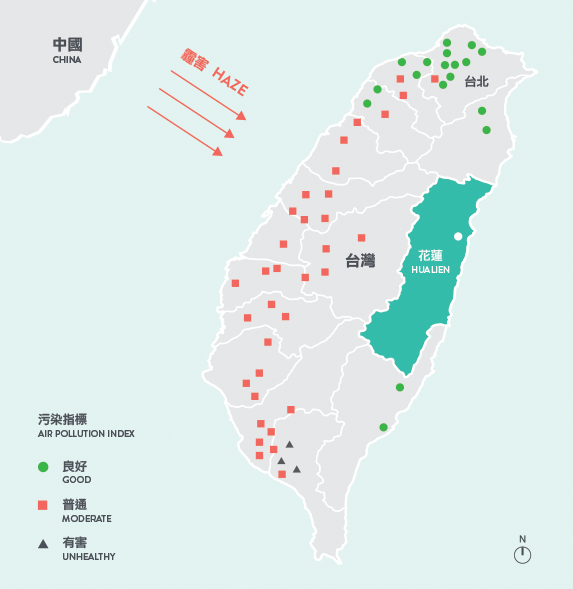 中國
CHINA
霾害 HAZE
台北
台灣
花蓮
HUALIEN
污染指標
AIR POLLUTION INDEX
良好
GOOD
普通
MODERATE
有害
UNHEALTHY
N